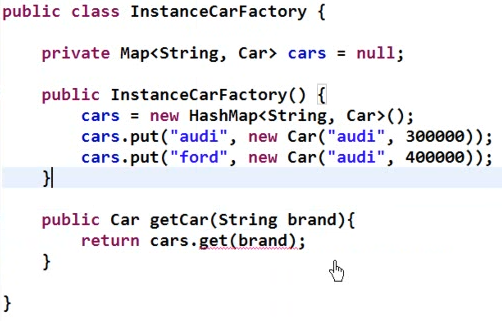 public class InstanceCarFactory {
private Map<String, Car> cars = null;
public InstanceCarFactory() {
cars = new HashMap<String, Car>();
cars.put("audi", new Car("audi", 300000));
cars.put("ford", new Car("audi", 400000));
}
public Car getCar(String brand){
return cars.get(brand);
}
}